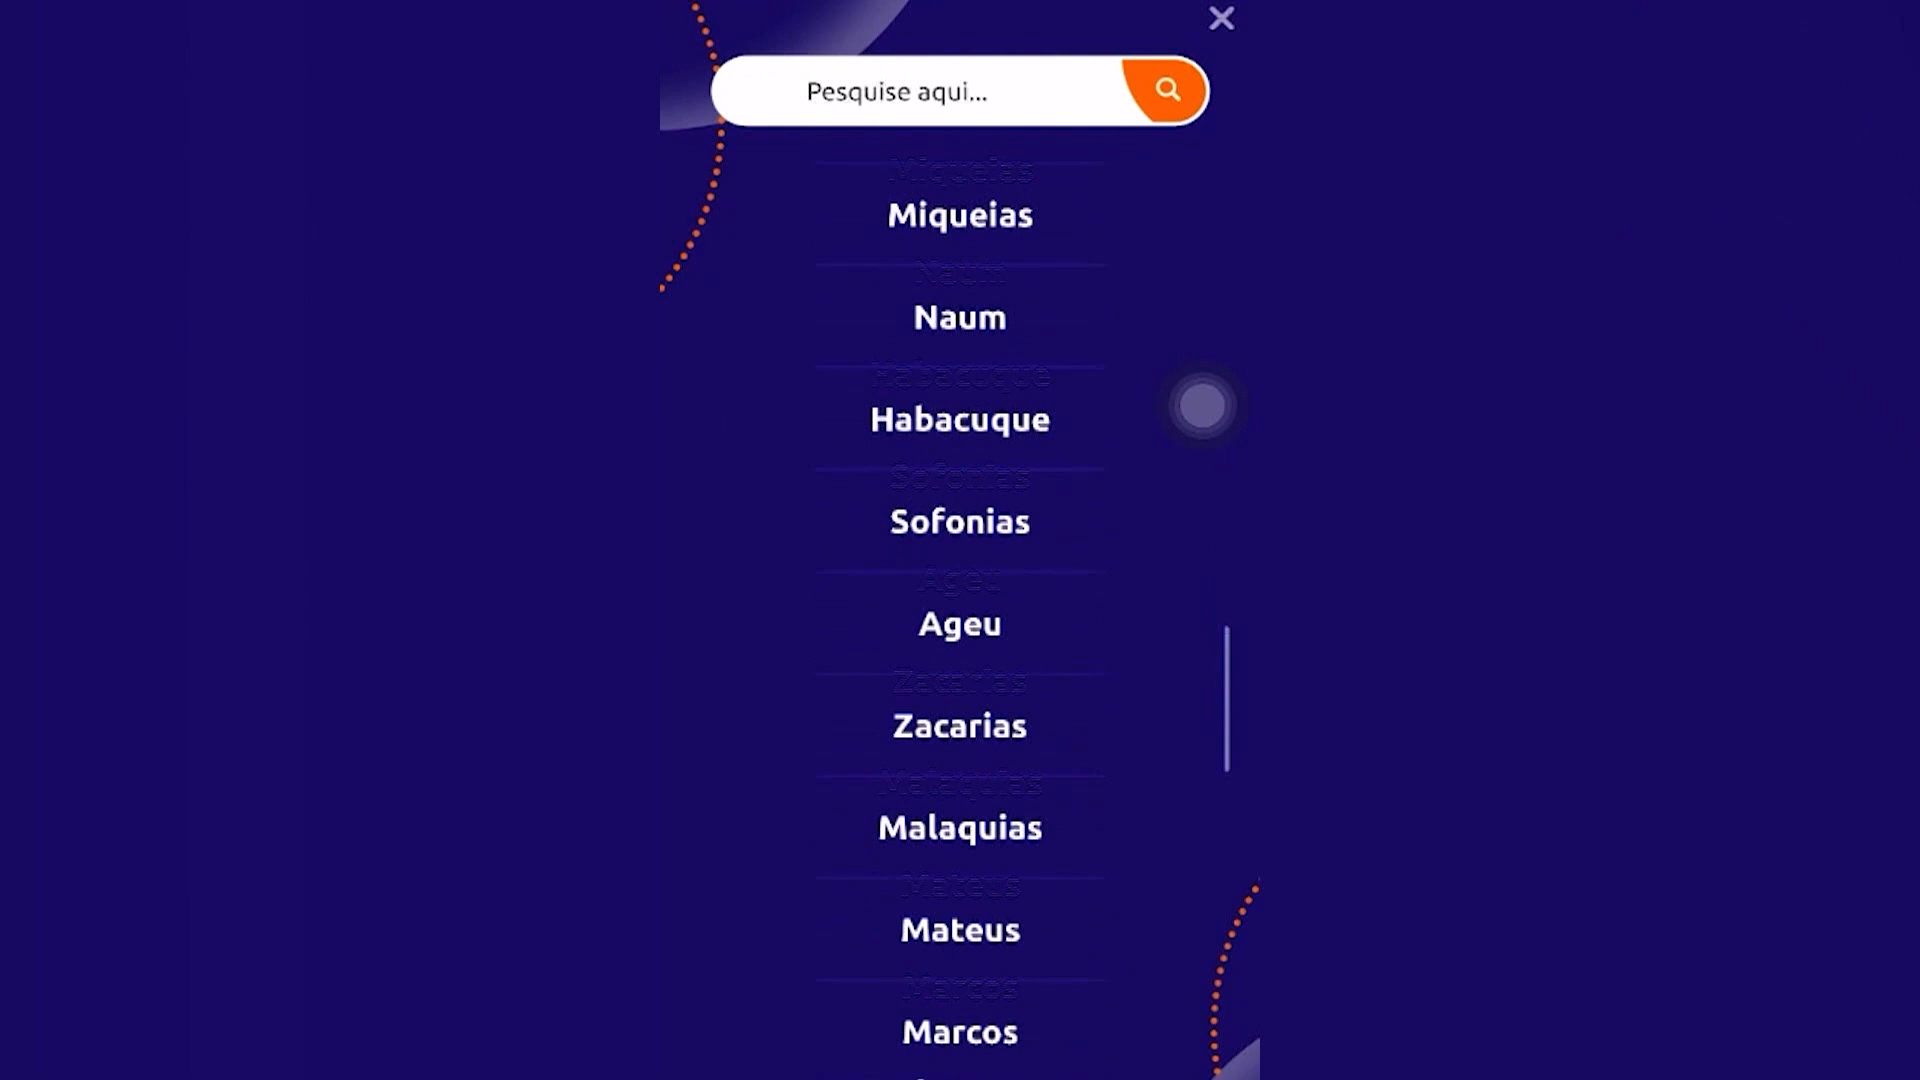 Pesquise aqui...
Miqueias
Naum
Habacuque
Sofonias
Ageu
Zacarias
Malaquias
Mateus
Marcos